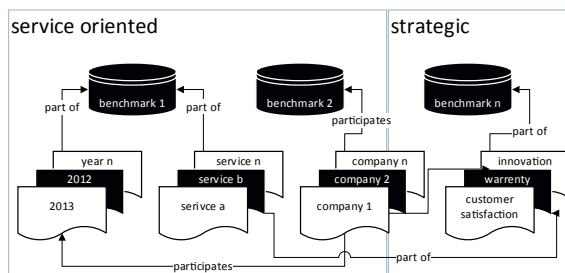 service oriented
strategic
benchmark 1
benchmark 2
benchmark n
part of
part of
participates
part of
year n
service n
company n
innovation
2012
service b
company 2
warrenty
2013
serivce a
company 1
customer
satisfaction
part of
participates